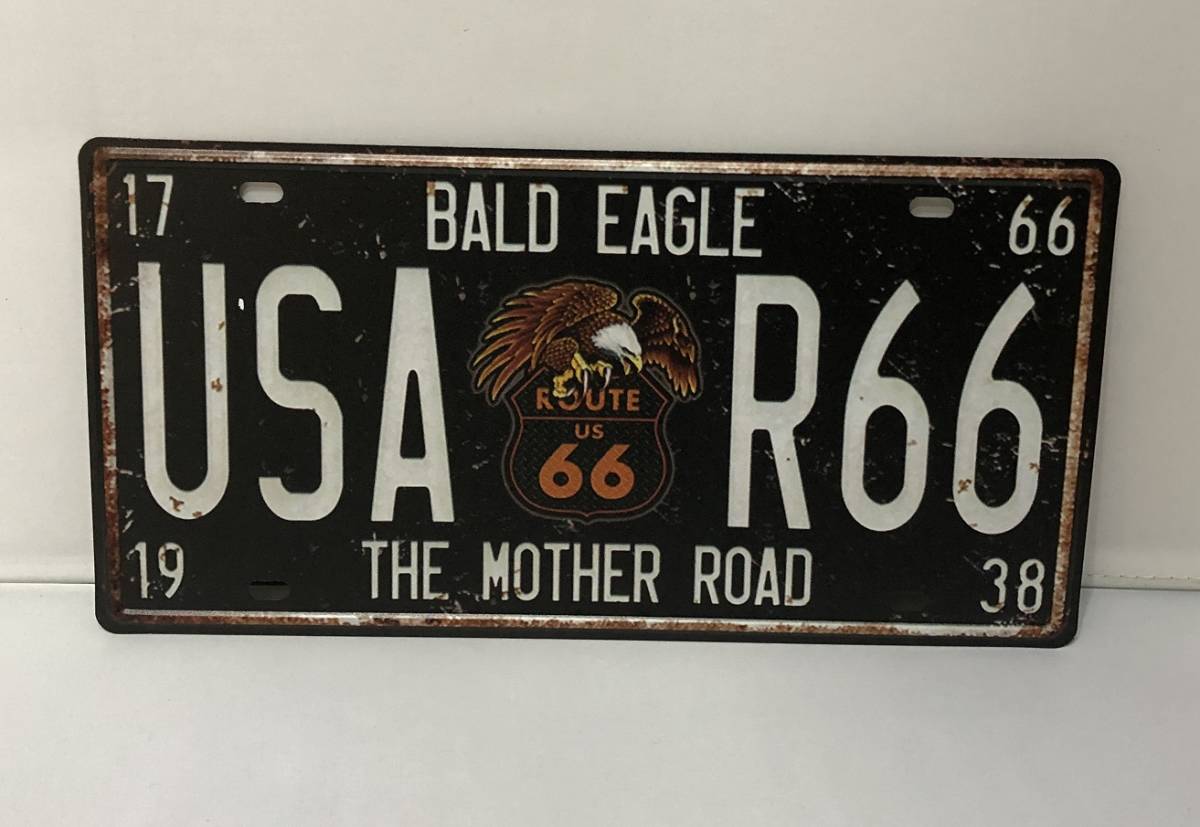 17 BALD EAGLE 66
USA R66
ROUTE
US
66
19 THE MOTHER ROAD 38